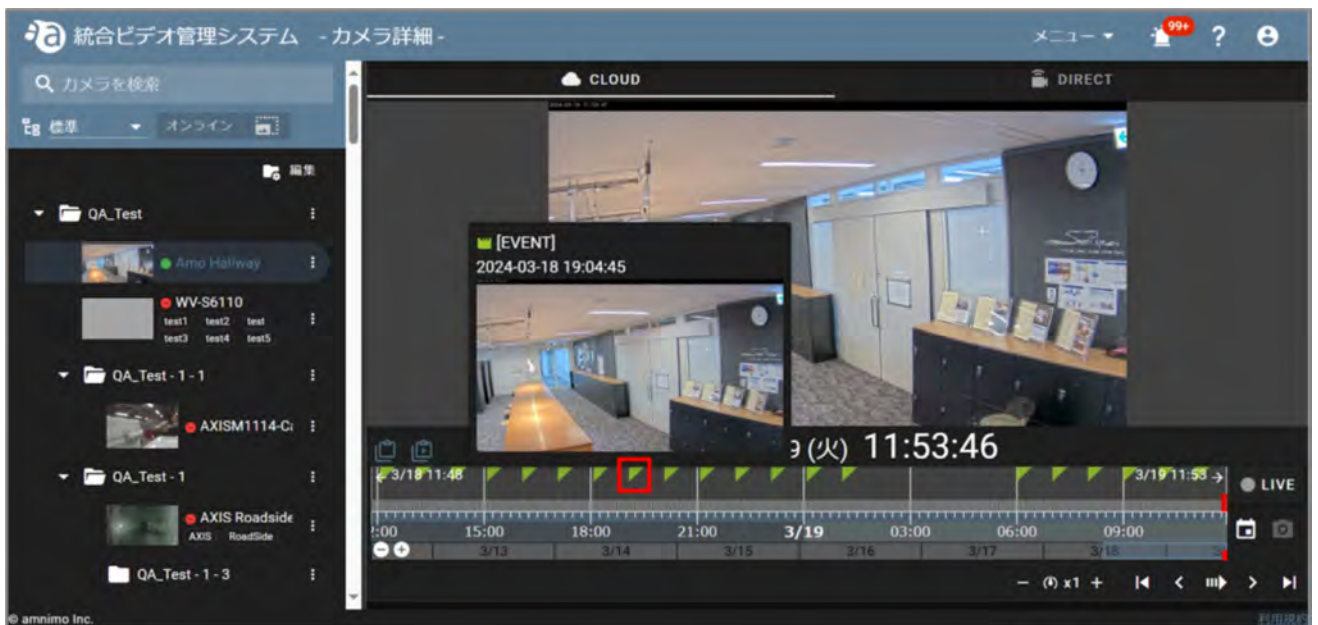 統合ビデオ管理システム - カメラ詳細 -
メニュー
99+
?
カメラを検索
標準
オンライン
編集
QA_Test
Amo Hallway
WV-S6110
test1 test2 test
test3 test4 test5
QA_Test - 1 - 1
AXISM1114-Ca
QA_Test - 1
AXIS Roadside
AXIS RoadSide
QA_Test - 1 - 3
© amnimo Inc.
CLOUD
DIRECT
[EVENT]
2024-03-18 19:04:45
9 (火) 11:53:46
3/18 11:48
3/19 11:53
LIVE
:00 15:00 18:00 21:00 3/19 03:00 06:00 09:00
3/13 3/14 3/15 3/16 3/17 3/18
- x1 +
利用規約